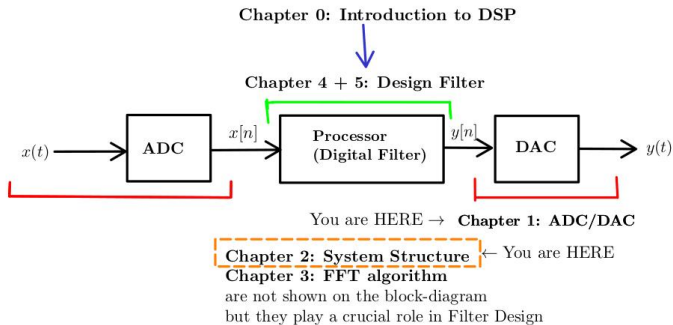 Chapter 0: Introduction to DSP
Chapter 4 + 5: Design Filter
x(t)
ADC
x[n]
Processor
(Digital Filter)
y[n]
DAC
y(t)
You are HERE → Chapter 1: ADC/DAC
Chapter 2: System Structure ← You are HERE
Chapter 3: FFT algorithm
are not shown on the block-diagram
but they play a crucial role in Filter Design